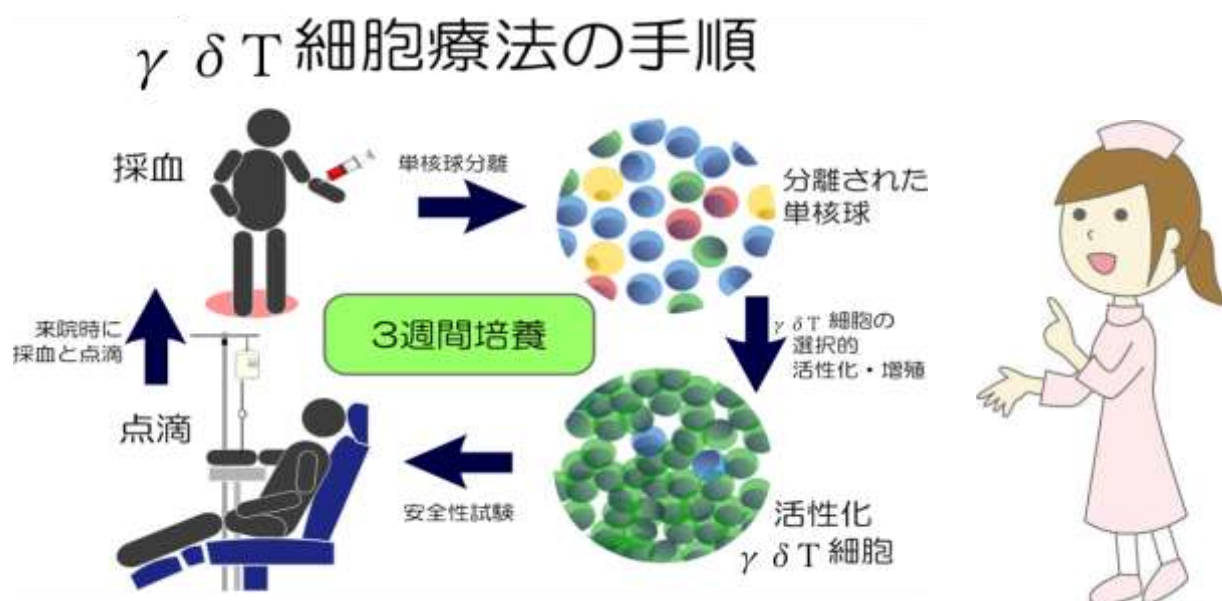 γ δT細胞療法の手順
採血
単核球分離
分離された
単核球
γ δT 細胞の
選択的
活性化・増殖
3週間培養
活性化
γ δT 細胞
安全性試験
点滴
来院時に
採血と点滴